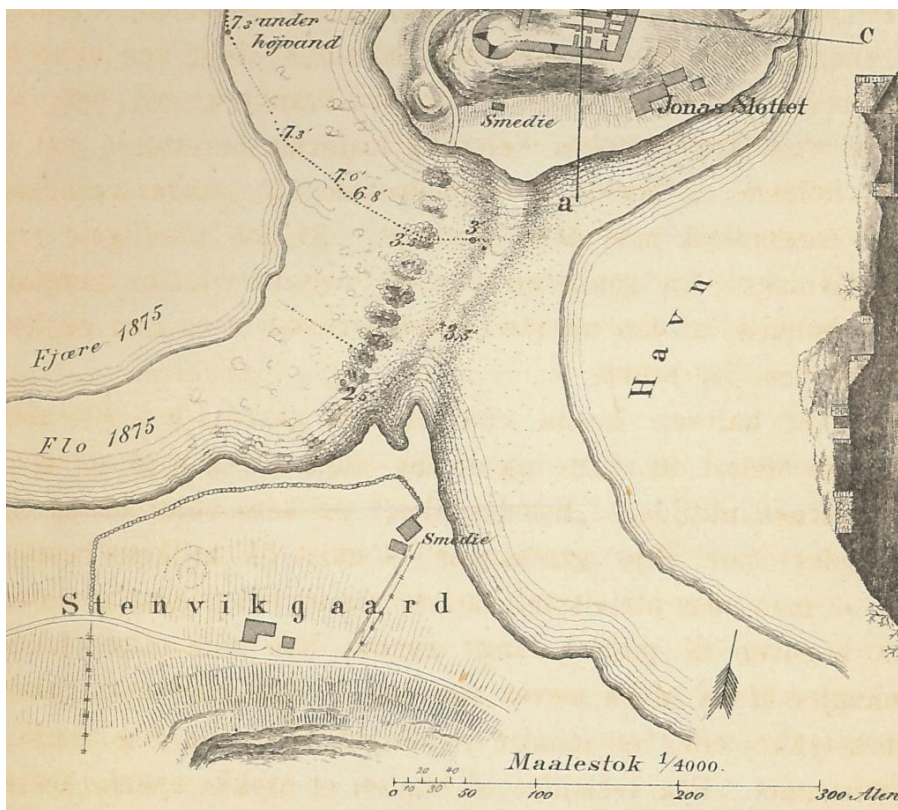 7.3' under
höjvand
c
Smedie
Jonas Slottet
7.3'
7.0'
6.8'
a
3.5'
3'
3,5'
Havn
Fjære 1875
2.5'
Flo 1875
Smedie
Stenvikgaard
Maalestok 1/4000.
20 40
10 30
0 50 100 200 300 Alen